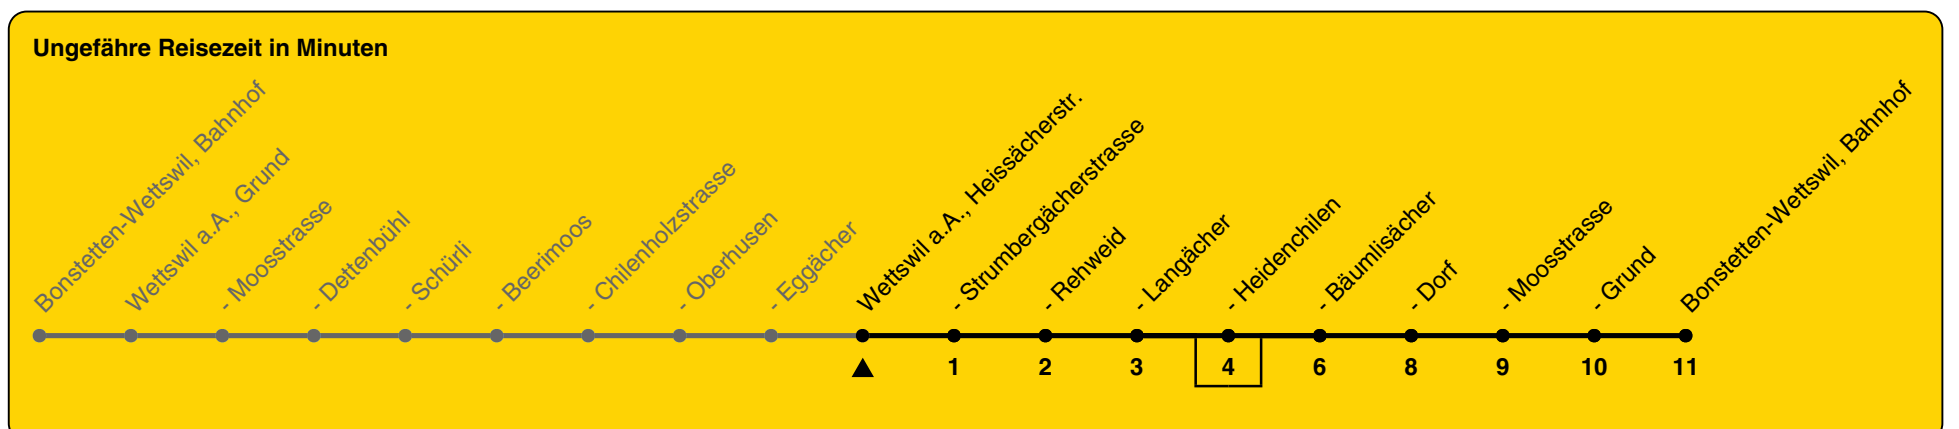 Ungefähre Reisezeit in Minuten
Bonstetten-Wettswil, Bahnhof
Wettswil a.A., Grund
- Moosstrasse
- Dettenbühl
- Schürli
- Beerimoos
- Chilenholzstrasse
- Oberhusen
- Eggächer
Wettswil a.A., Heissächerstr.
- Strumbergächerstrasse
- Rehweid
- Langächer
- Heidenchilen
- Bäumlisächer
- Dorf
- Moosstrasse
- Grund
Bonstetten-Wettswil, Bahnhof
1 2 3 4 6 8 9 10 11